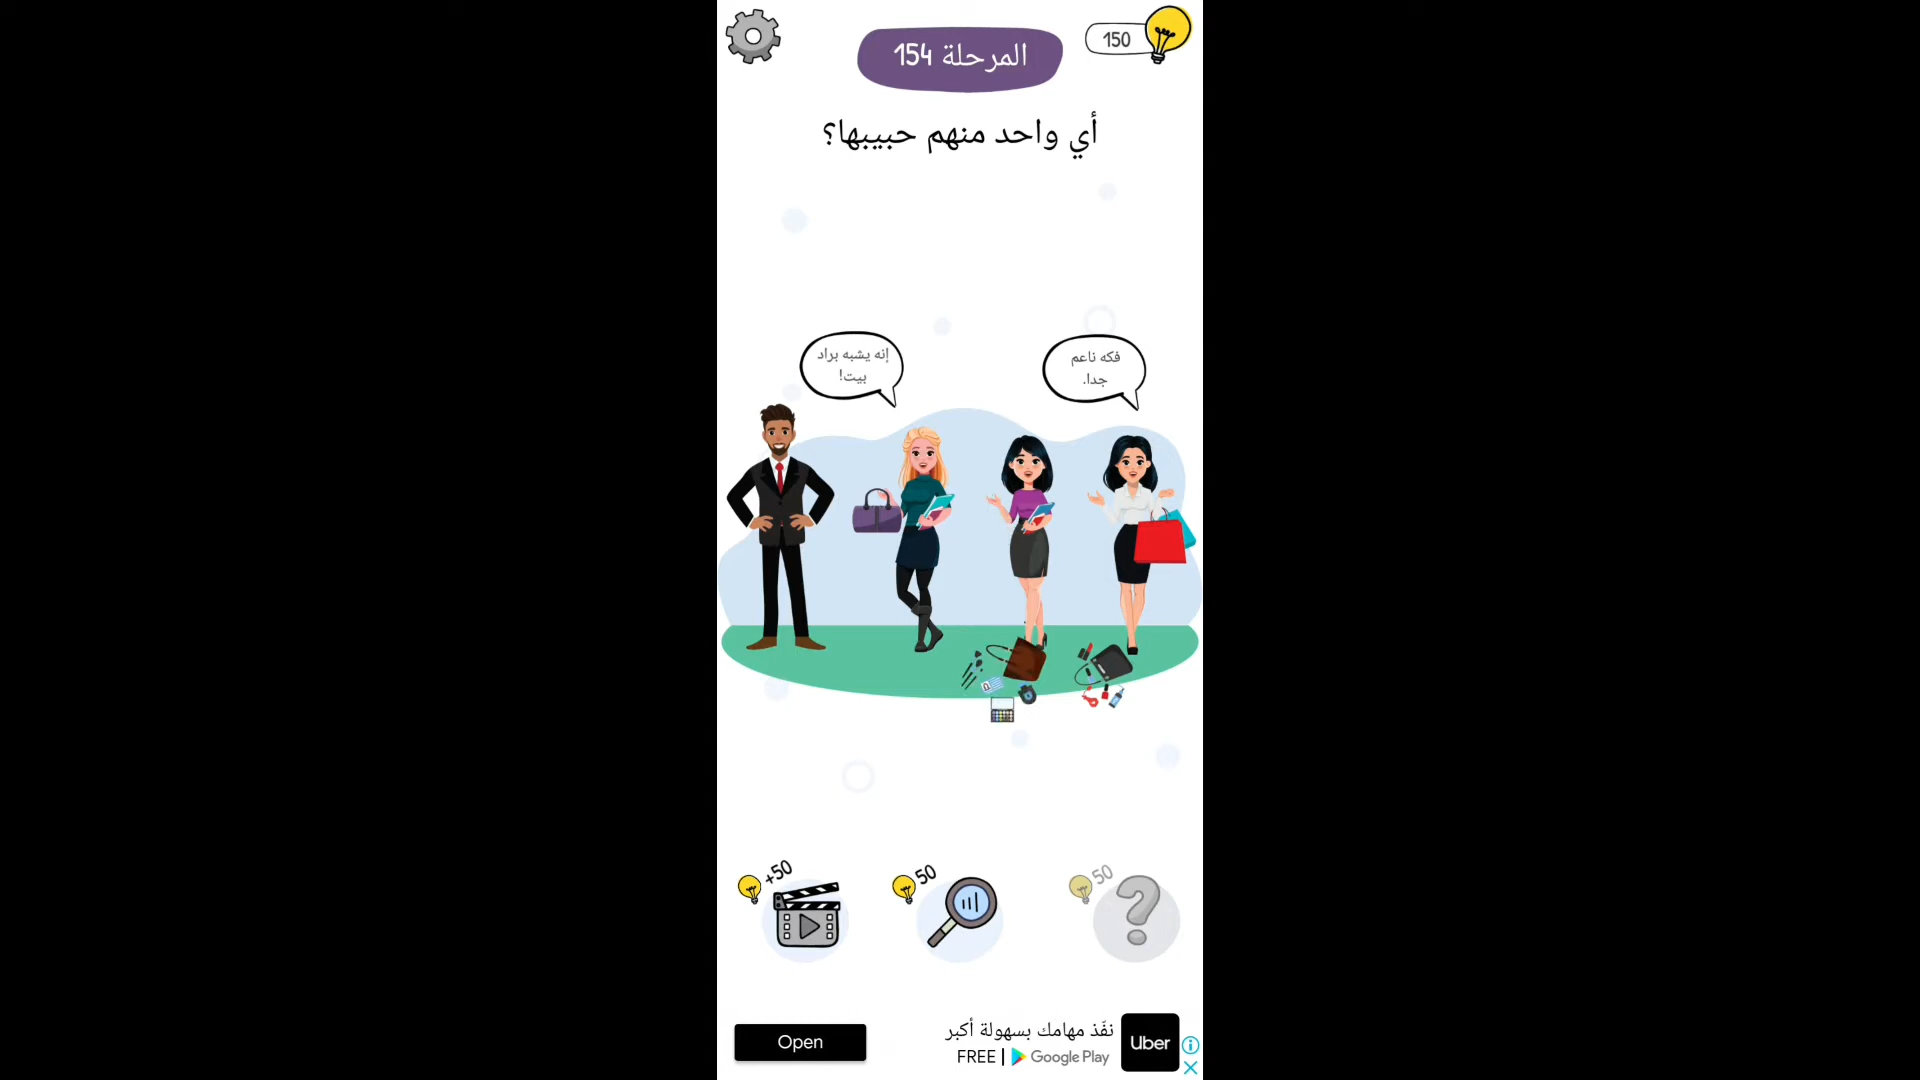 المرحلة 154
150
أي واحد منهم حبيبها؟
إنه يشبه براد
بيت!
فكه ناعم
جدا.
+50
50
50
Open
نفّذ مهامك بسهولة أكبر
FREE | Google Play
Uber